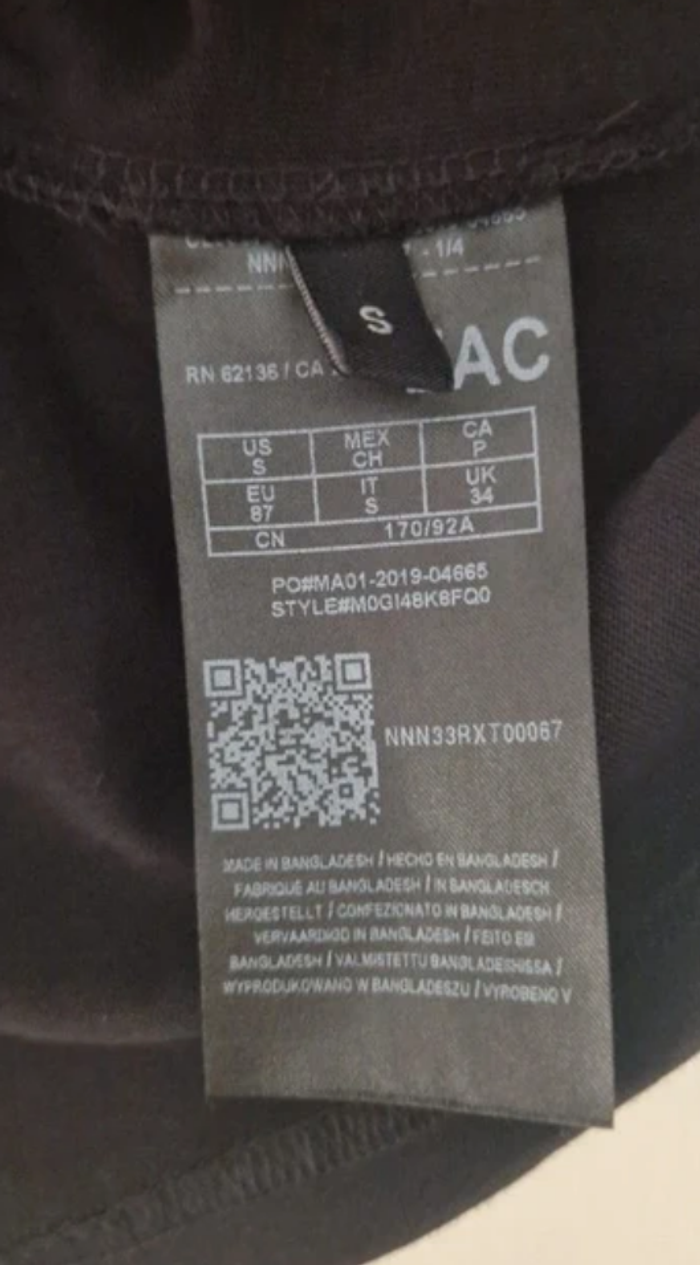 - 1/4
S
AC
RN 62136 / CA
US MEX CA
S CH P
EU IT UK
87 S 34
CN 170/92A
PO#MA01-2019-04665
STYLE#M0GI48K8FQ0
NNN33RXT00067
MADE IN BANGLADESH / HECHO EN BANGLADESH /
FABRIQUÉ AU BANGLADESH / IN BANGLADESCH
HERGESTELLT / CONFEZIONATO IN BANGLADESH /
VERVAARDIGD IN BANGLADESH / FEITO EM
BANGLADESH / VALMISTETTU BANGLADESHISSA /
WYPRODUKOWANO W BANGLADESZU / VYROBENO V